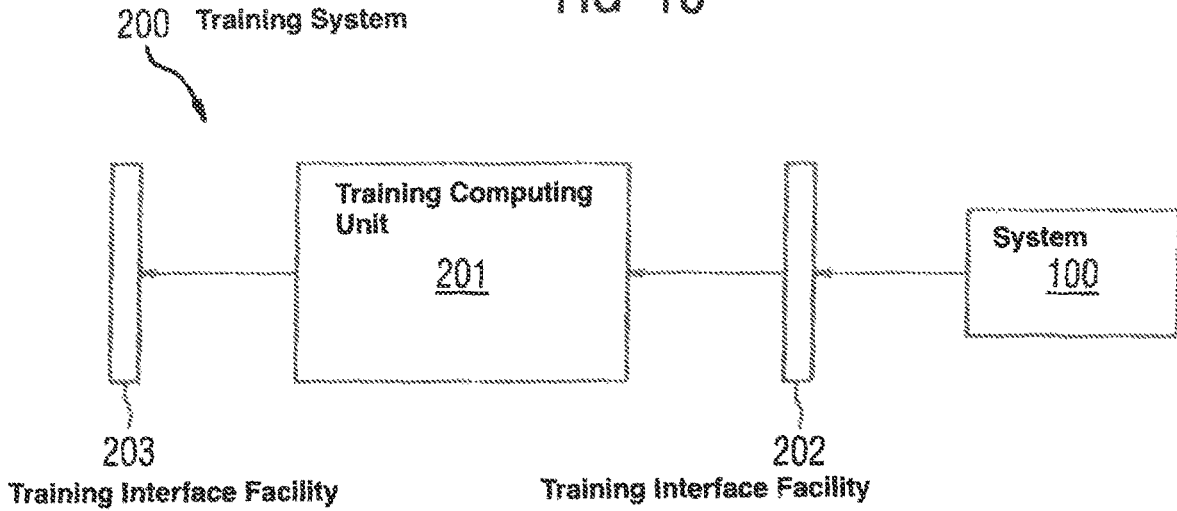 200 Training System
Training Computing
Unit
201
System
100
203
Training Interface Facility
202
Training Interface Facility